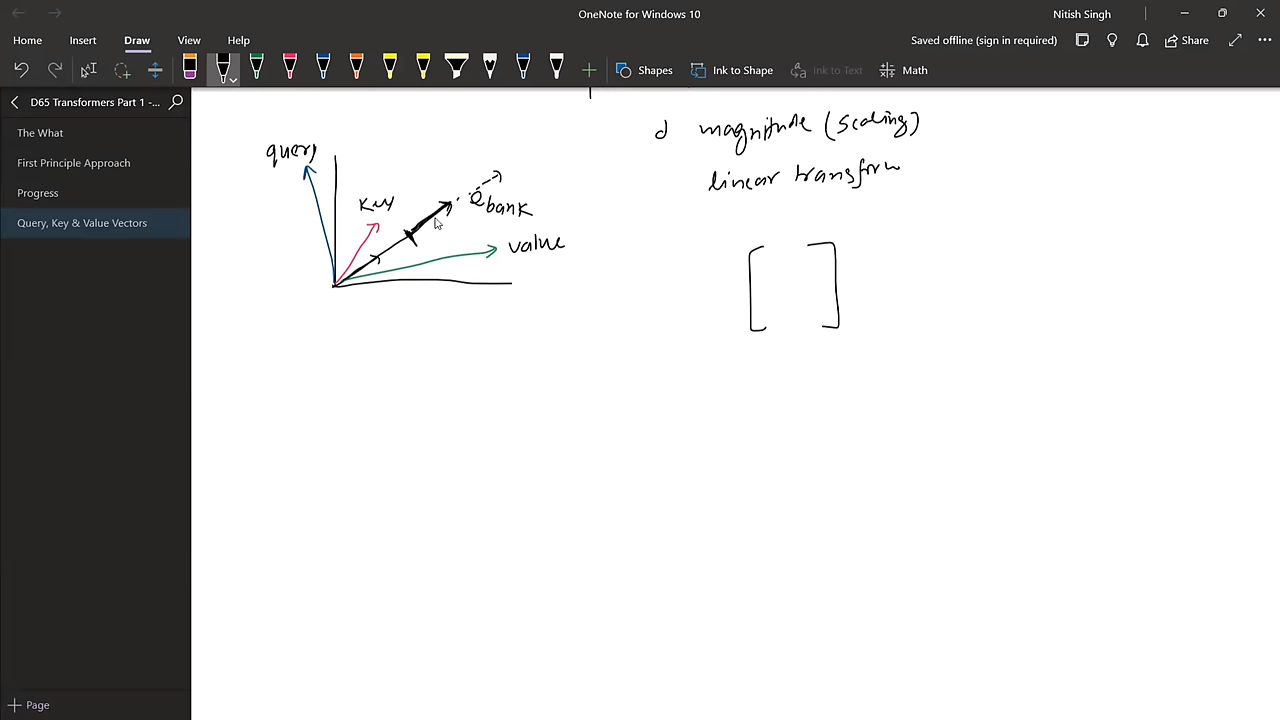 OneNote for Windows 10
Nitish Singh
Home Insert Draw View Help
Saved offline (sign in required)
Share
Shapes
Ink to Shape
Ink to Text
Math
D65 Transformers Part 1 -...
The What
First Principle Approach
Progress
Query, Key & Value Vectors
d magnitude (scaling)
linear transform
query
Key
e bank
value
Page